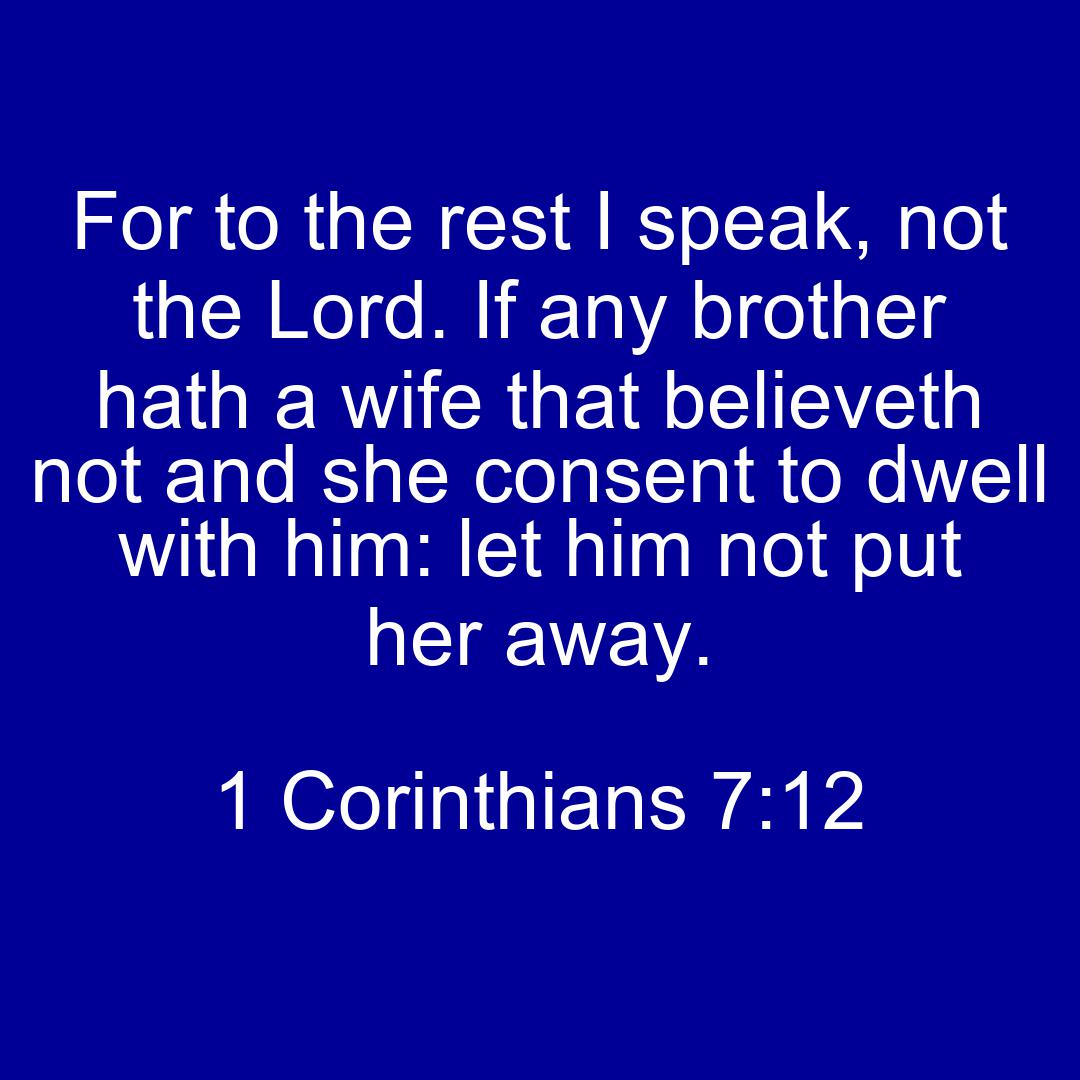 For to the rest I speak, not
the Lord. If any brother
hath a wife that believeth
not and she consent to dwell
with him: let him not put
her away.
1 Corinthians 7:12